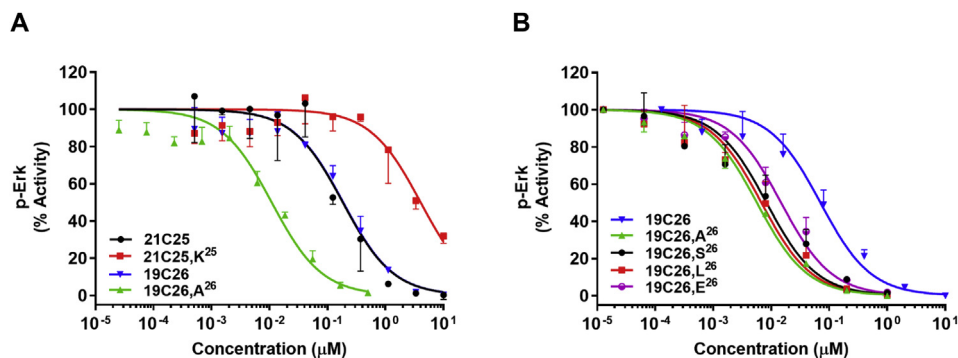 A
p-Erk
(% Activity)
120
100
80
60
40
20
0
21C25
21C25,K²⁵
19C26
19C26,A²⁶
10⁻⁵ 10⁻⁴ 10⁻³ 10⁻² 10⁻¹ 10⁰ 10¹
Concentration (μM)
B
p-Erk
(% Activity)
120
100
80
60
40
20
0
19C26
19C26,A²⁶
19C26,S²⁶
19C26,L²⁶
19C26,E²⁶
10⁻⁵ 10⁻⁴ 10⁻³ 10⁻² 10⁻¹ 10⁰ 10¹
Concentration (μM)